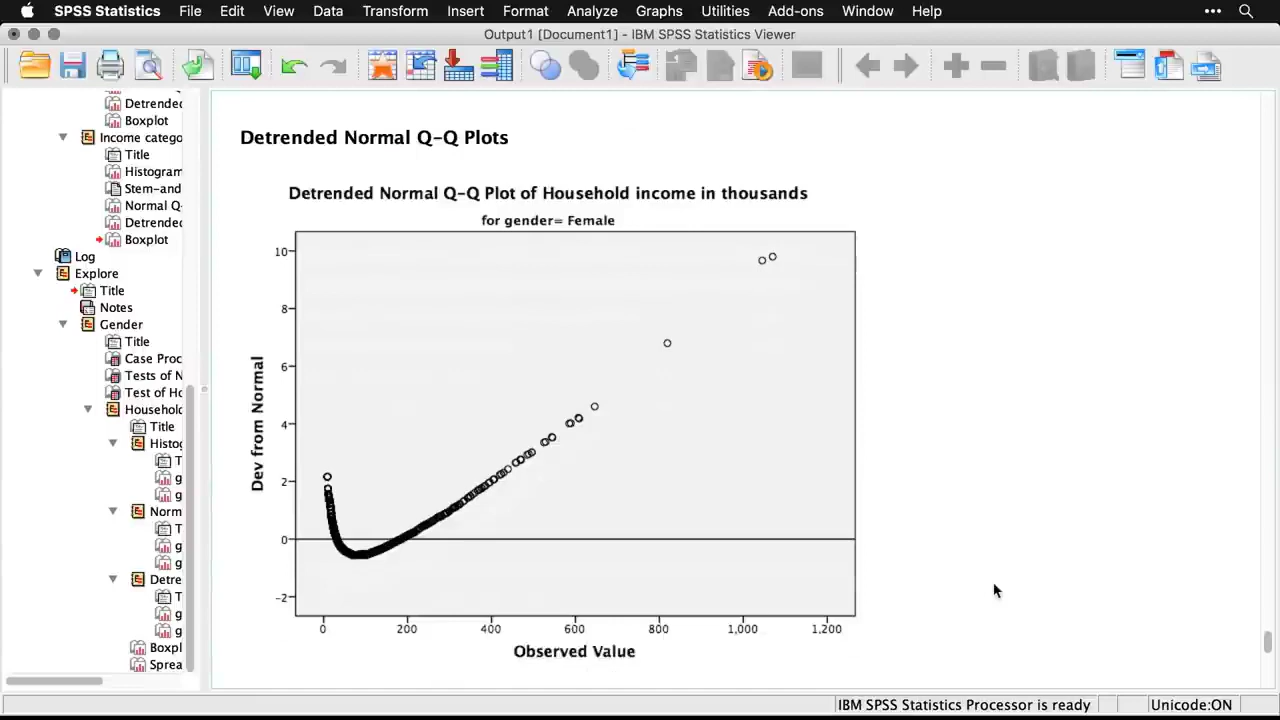 SPSS Statistics File Edit View Data Transform Insert Format Analyze Graphs Utilities Add-ons Window Help
Output1 [Document1] - IBM SPSS Statistics Viewer
Detrended
Boxplot
Income catego
Title
Histogram
Stem-and
Normal Q-
Detrended
Boxplot
Log
Explore
Title
Notes
Gender
Title
Case Proc
Tests of N
Test of Ho
Household
Title
Histog
T
g
g
Norm
T
g
g
Detre
T
g
g
Boxpl
Sprea
Detrended Normal Q-Q Plots
Detrended Normal Q-Q Plot of Household income in thousands
for gender= Female
Dev from Normal
10
8
6
4
2
0
-2
0 200 400 600 800 1,000 1,200
Observed Value
IBM SPSS Statistics Processor is ready Unicode:ON